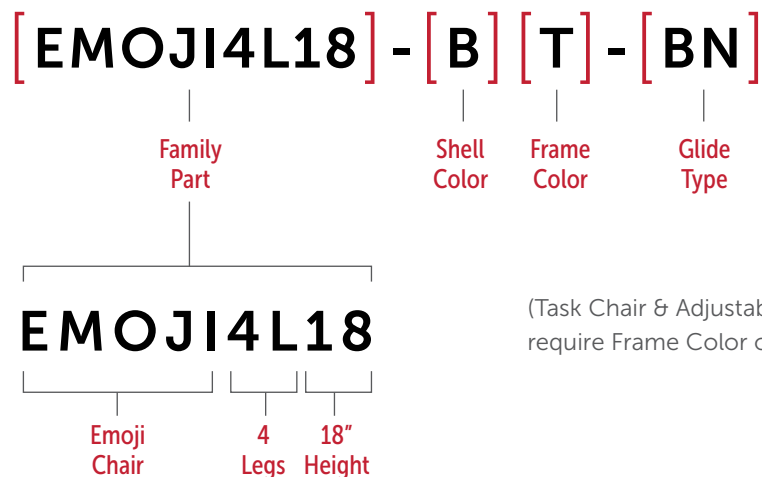 [EMOJI4L18]-[B][T]-[BN]
Family
Part
Shell
Color
Frame
Color
Glide
Type
EMOJI4L18
(Task Chair &
require Frame Color
Emoji
Chair
4
Legs
18”
Height